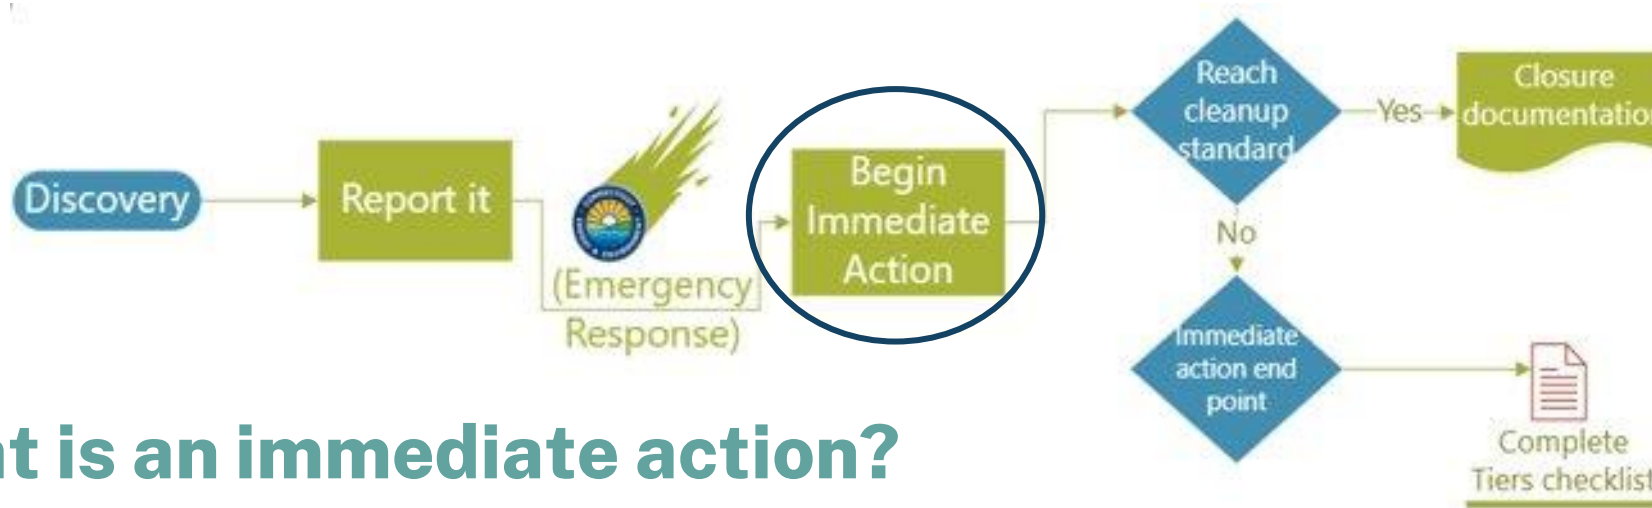 Discovery
Report it
(Emergency
Response)
Begin
Immediate
Action
Reach
cleanup
standard
Yes
Closure
documentation
No
Immediate
action end
point
Complete
Tiers checklist
t is an immediate action?